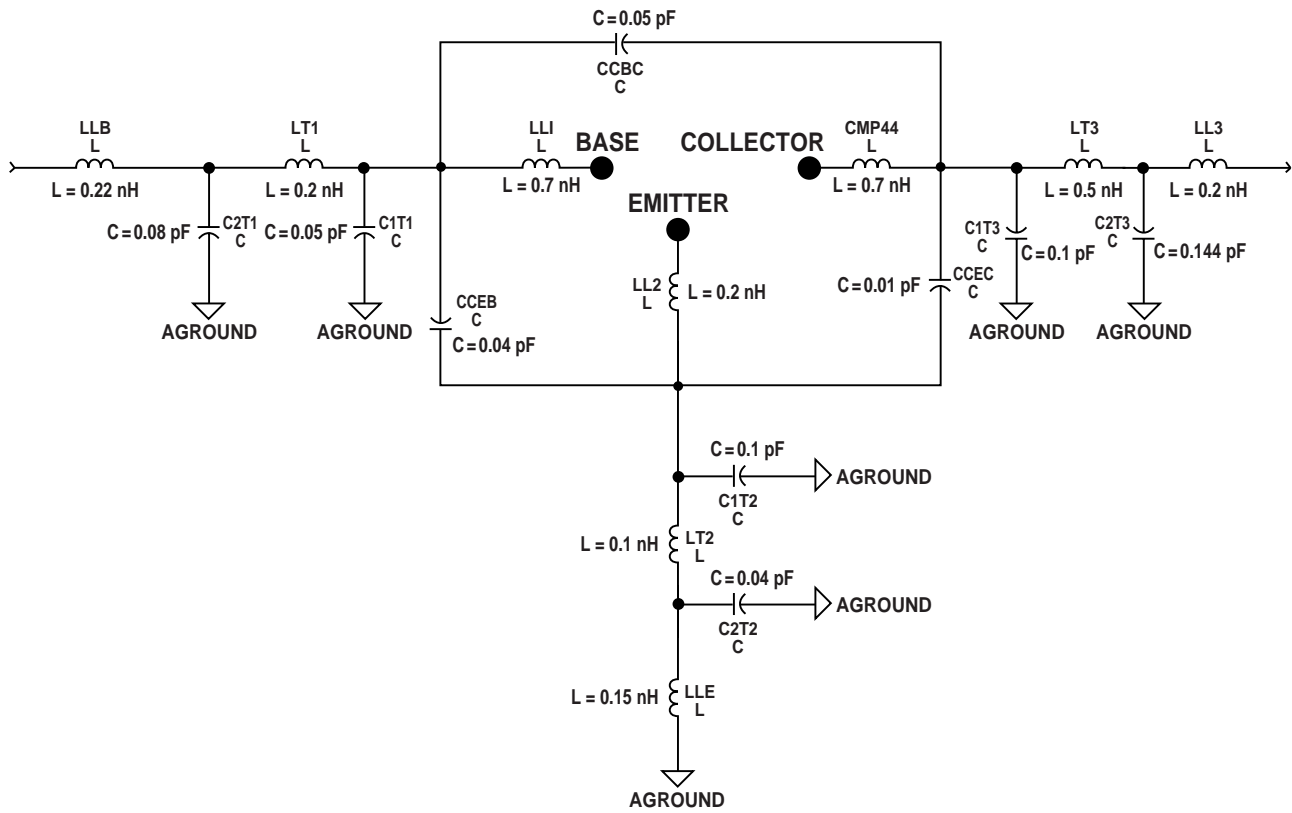 C = 0.05 pF
CCBC
C
LLB
L
L = 0.22 nH
LT1
L
L = 0.2 nH
LLI
L
L = 0.7 nH
BASE
COLLECTOR
CMP44
L
L = 0.7 nH
LT3
L
L = 0.5 nH
LL3
L
L = 0.2 nH
EMITTER
C = 0.08 pF
C2T1
C
C = 0.05 pF
C1T1
C
C1T3
C
C = 0.1 pF
C2T3
C
C = 0.144 pF
LL2
L
L = 0.2 nH
C = 0.01 pF
CCEC
C
AGROUND
AGROUND
CCEB
C
C = 0.04 pF
AGROUND
AGROUND
C = 0.1 pF
AGROUND
C1T2
C
L = 0.1 nH
LT2
L
C = 0.04 pF
AGROUND
C2T2
C
L = 0.15 nH
LLE
L
AGROUND